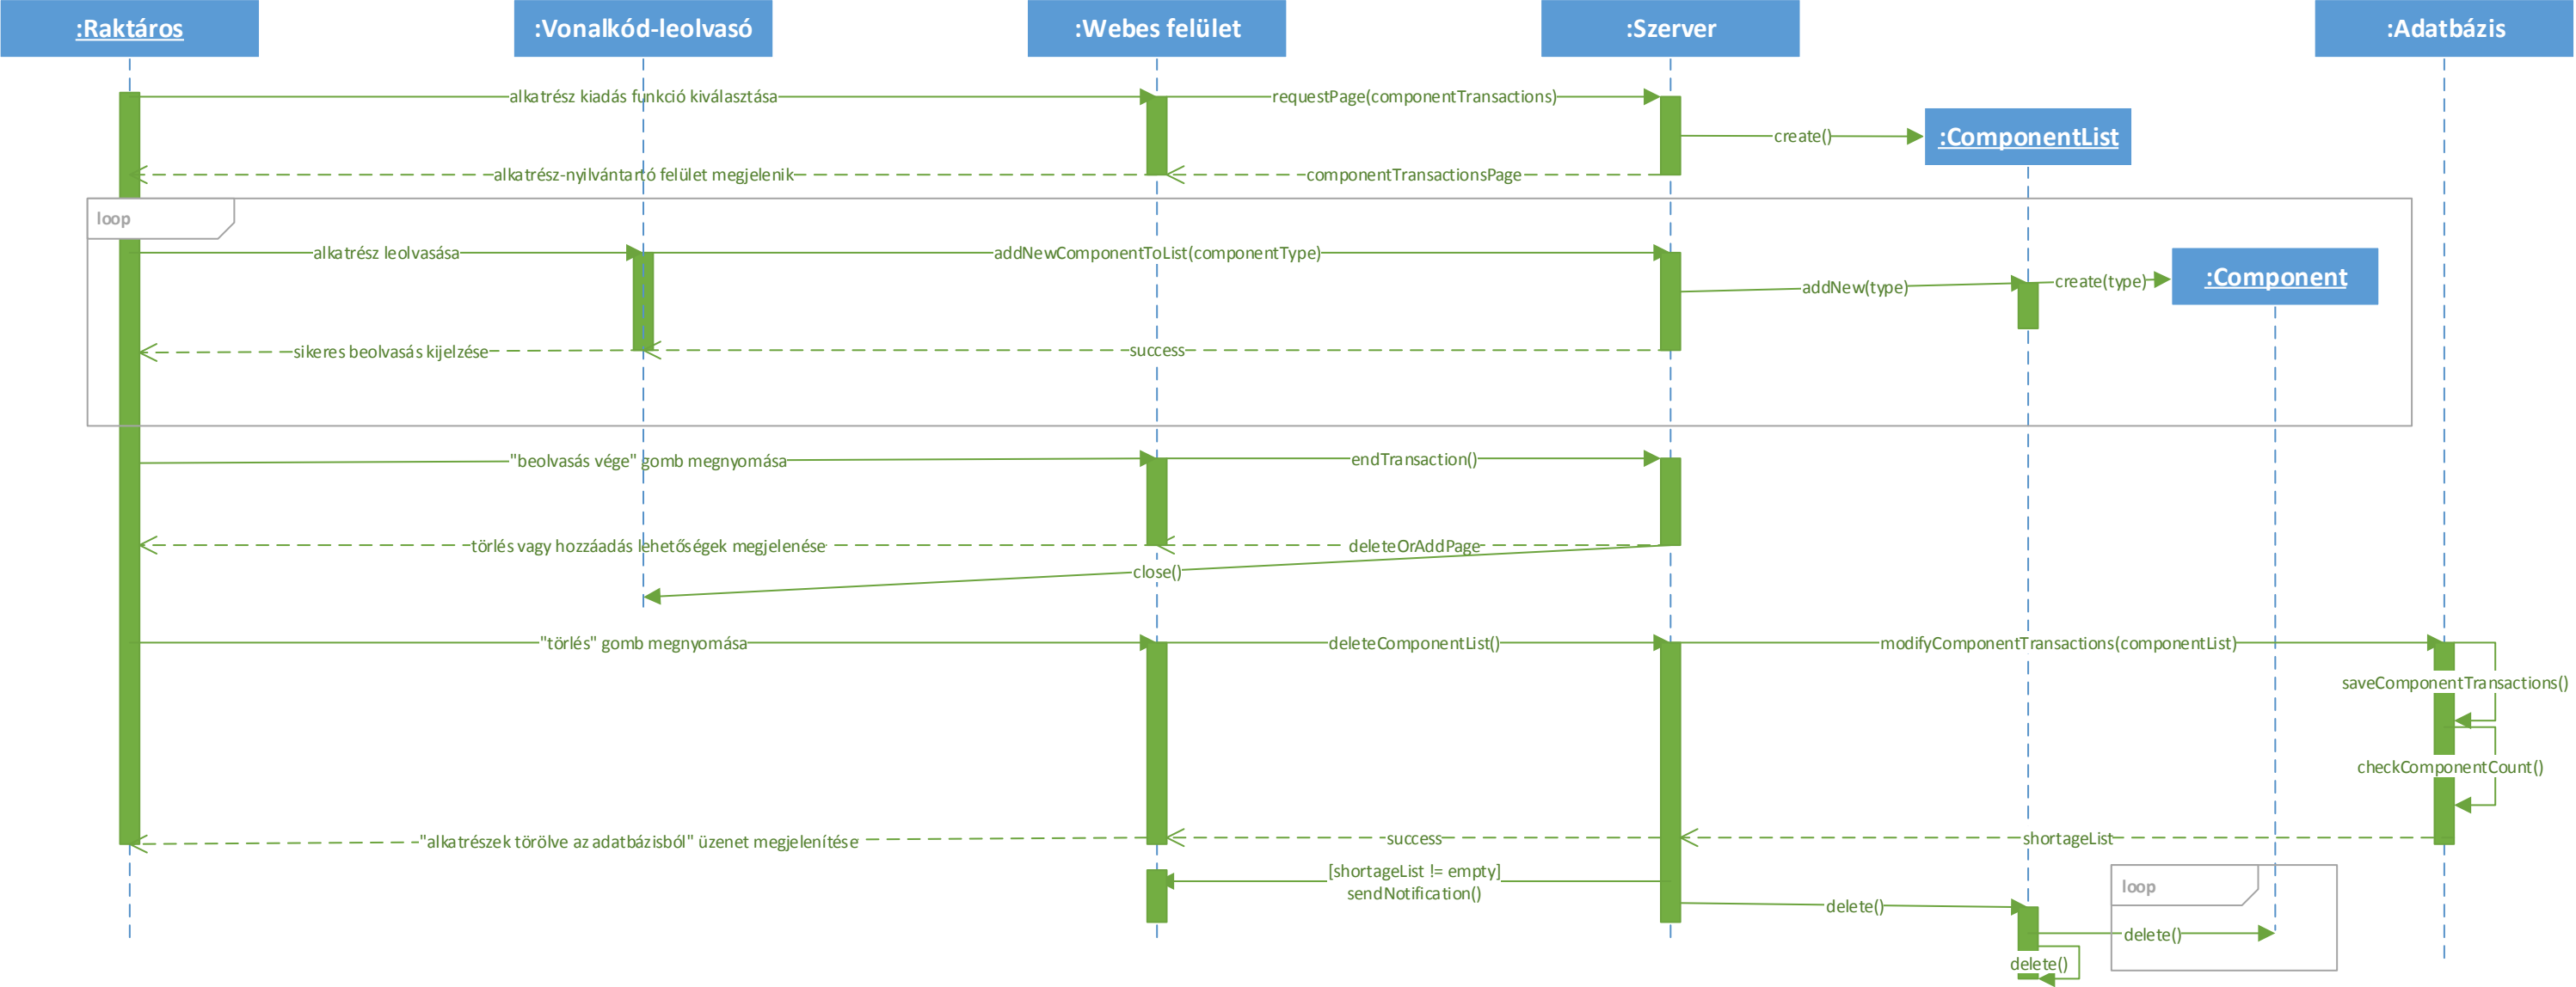 :Raktáros
:Vonalkód-leolvasó
:Webes felület
:Szerver
:Adatbázis
alkatrész kiadás funkció kiválasztása
requestPage(componentTransactions)
create()
:ComponentList
alkatrész-nyilvántartó felület megjelenik
componentTransactionsPage
loop
alkatrész leolvasása
addNewComponentToList(componentType)
addNew(type)
create(type)
:Component
sikeres beolvasás kijelzése
success
"beolvasás vége" gomb megnyomása
endTransaction()
törlés vagy hozzáadás lehetőségek megjelenése
deleteOrAddPage
close()
"törlés" gomb megnyomása
deleteComponentList()
modifyComponentTransactions(componentList)
saveComponentTransactions()
checkComponentCount()
"alkatrészek törölve az adatbázisból" üzenet megjelenítése
success
shortageList
[shortageList != empty]
sendNotification()
loop
delete()
delete()
delete()